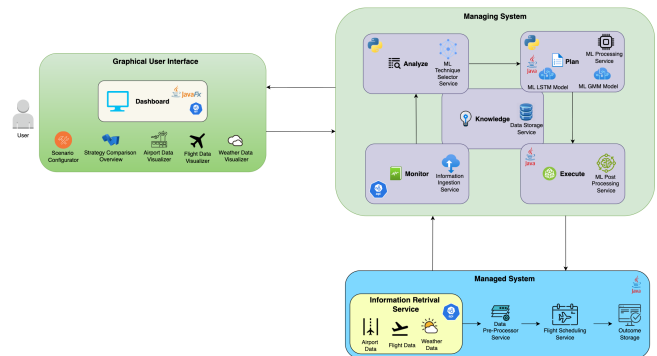 Managing System
Graphical User Interface
Dashboard
JavaFx
User
Scenario
Configurator
Strategy Comparison
Overview
Airport Data
Visualizer
Flight Data
Visualizer
Weather Data
Visualizer
Analyze
ML
Technique
Selector
Service
Java
Plan
ML Processing
Service
ML LSTM Model
ML GMM Model
Knowledge
Data Storage
Service
Monitor
Information
Ingestion
Service
Java
Execute
ML Post
Processing
Service
Managed System
Java
Information Retrival
Service
Airport
Data
Flight Data
Weather
Data
Data
Pre-Processor
Service
Flight Scheduling
Service
Outcome
Storage